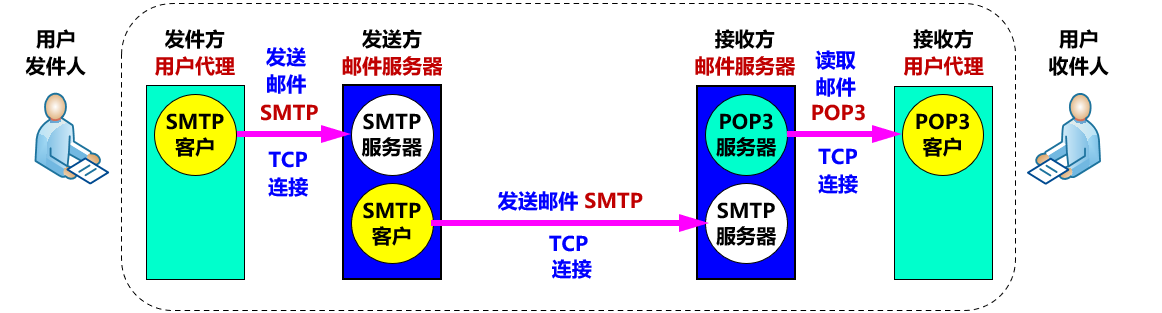 用户
发件人
发件方
用户代理
发送
邮件
SMTP
TCP
连接
SMTP
客户
发送方
邮件服务器
SMTP
服务器
SMTP
客户
发送邮件 SMTP
TCP
连接
接收方
邮件服务器
POP3
服务器
SMTP
服务器
读取
邮件
POP3
TCP
连接
接收方
用户代理
POP3
客户
用户
收件人